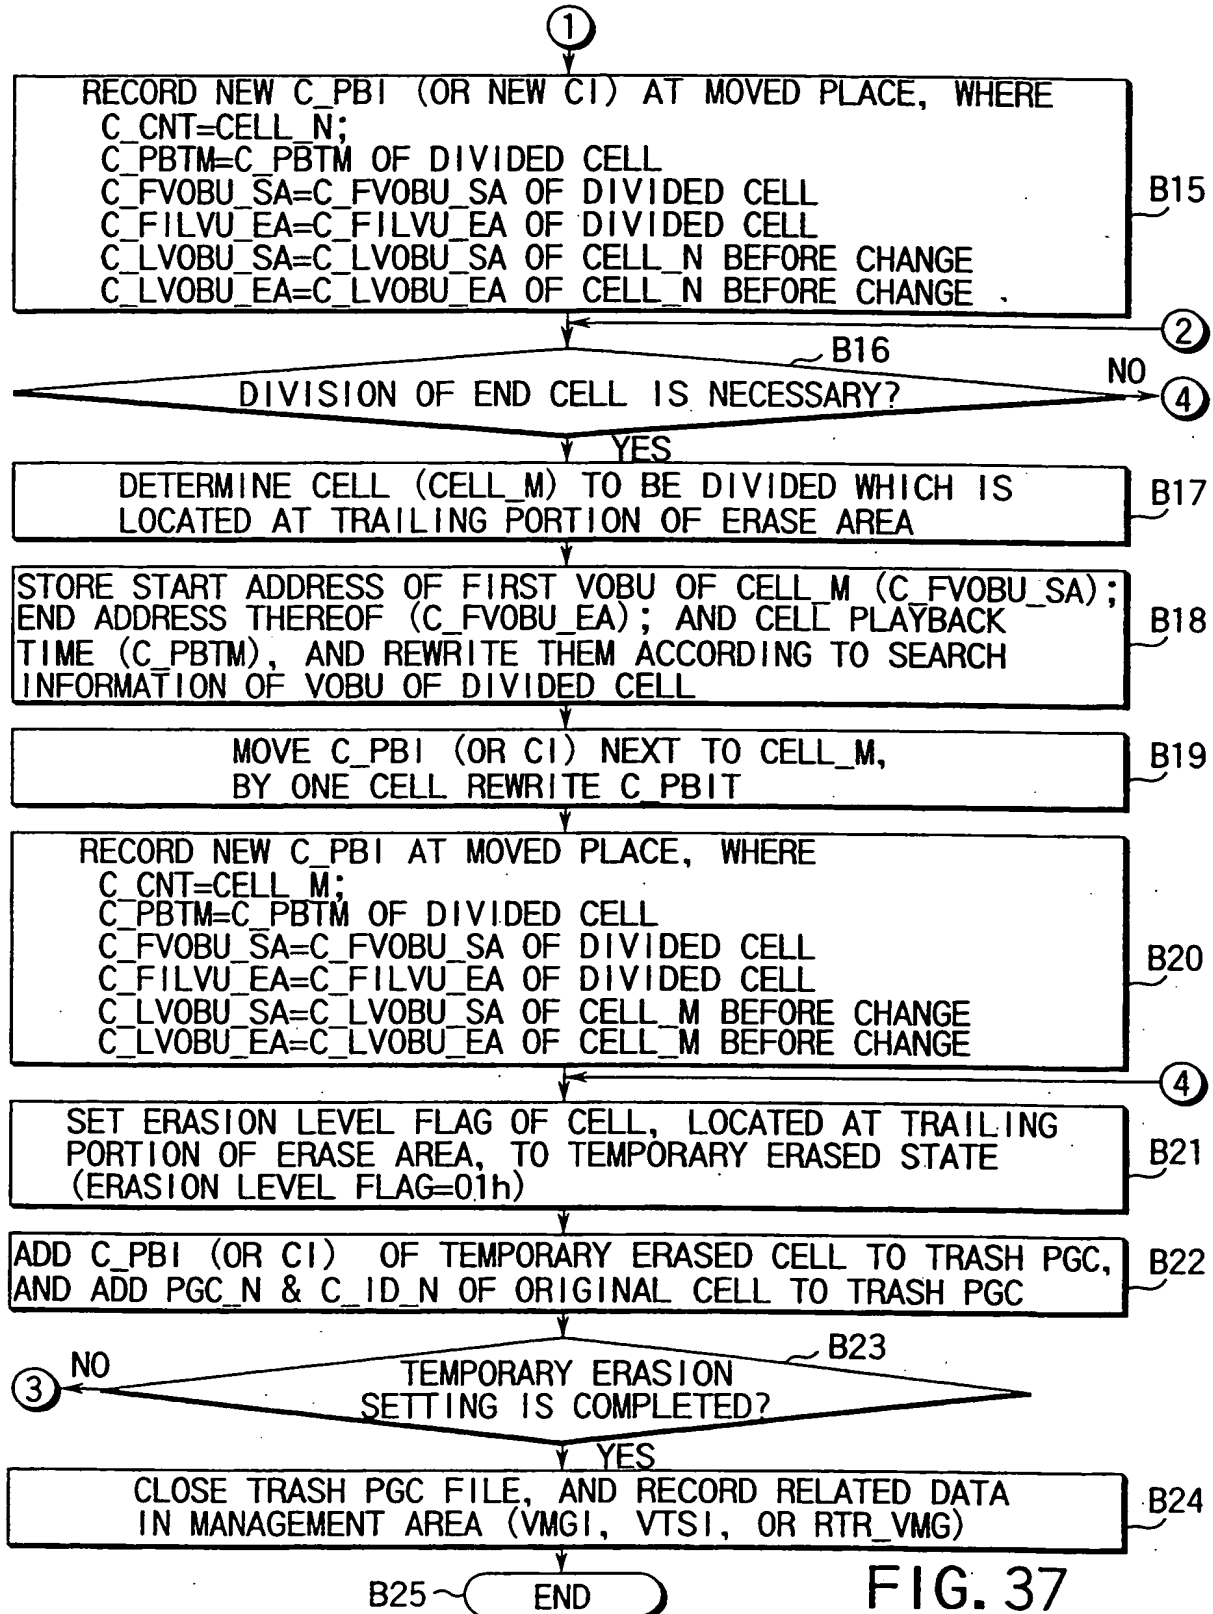 1
RECORD NEW C_PBI (OR NEW CI) AT MOVED PLACE, WHERE
C_CNT=CELL_N;
C_PBTM=C_PBTM OF DIVIDED CELL
C_FVOBU_SA=C_FVOBU_SA OF DIVIDED CELL
C_FILVU_EA=C_FILVU_EA OF DIVIDED CELL
C_LVOBU_SA=C_LVOBU_SA OF CELL_N BEFORE CHANGE
C_LVOBU_EA=C_LVOBU_EA OF CELL_N BEFORE CHANGE
B15
2
B16
DIVISION OF END CELL IS NECESSARY?
NO
4
YES
DETERMINE CELL (CELL_M) TO BE DIVIDED WHICH IS
LOCATED AT TRAILING PORTION OF ERASE AREA
B17
STORE START ADDRESS OF FIRST VOBU OF CELL_M (C_FVOBU_SA);
END ADDRESS THEREOF (C_FVOBU_EA); AND CELL PLAYBACK
TIME (C_PBTM), AND REWRITE THEM ACCORDING TO SEARCH
INFORMATION OF VOBU OF DIVIDED CELL
B18
MOVE C_PBI (OR CI) NEXT TO CELL_M,
BY ONE CELL REWRITE C_PBIT
B19
RECORD NEW C_PBI AT MOVED PLACE, WHERE
C_CNT=CELL_M;
C_PBTM=C_PBTM OF DIVIDED CELL
C_FVOBU_SA=C_FVOBU_SA OF DIVIDED CELL
C_FILVU_EA=C_FILVU_EA OF DIVIDED CELL
C_LVOBU_SA=C_LVOBU_SA OF CELL_M BEFORE CHANGE
C_LVOBU_EA=C_LVOBU_EA OF CELL_M BEFORE CHANGE
B20
4
SET ERASION LEVEL FLAG OF CELL, LOCATED AT TRAILING
PORTION OF ERASE AREA, TO TEMPORARY ERASED STATE
(ERASION LEVEL FLAG=01h)
B21
ADD C_PBI (OR CI) OF TEMPORARY ERASED CELL TO TRASH PGC,
AND ADD PGC_N & C_ID_N OF ORIGINAL CELL TO TRASH PGC
B22
B23
NO
3
TEMPORARY ERASION
SETTING IS COMPLETED?
YES
CLOSE TRASH PGC FILE, AND RECORD RELATED DATA
IN MANAGEMENT AREA (VMGI, VTSI, OR RTR_VMG)
B24
B25
END
FIG. 37